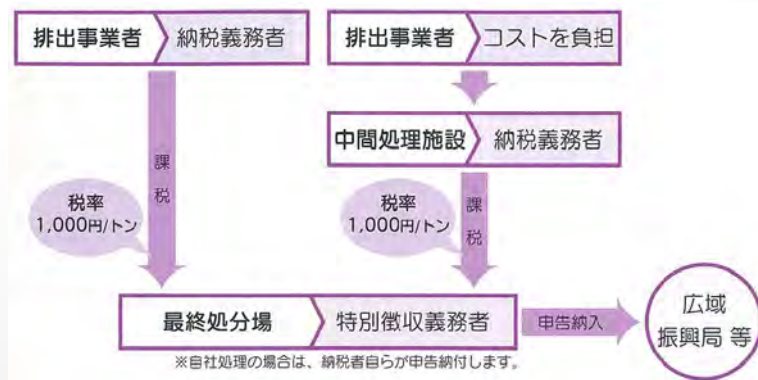 排出事業者 納税義務者
排出事業者 コストを負担
中間処理施設 納税義務者
課税
税率
1,000円/トン
税率
1,000円/トン
課税
最終処分場 特別徴収義務者
申告納入
広域
振興局 等
※自社処理の場合は、納税者自らが申告納付します。